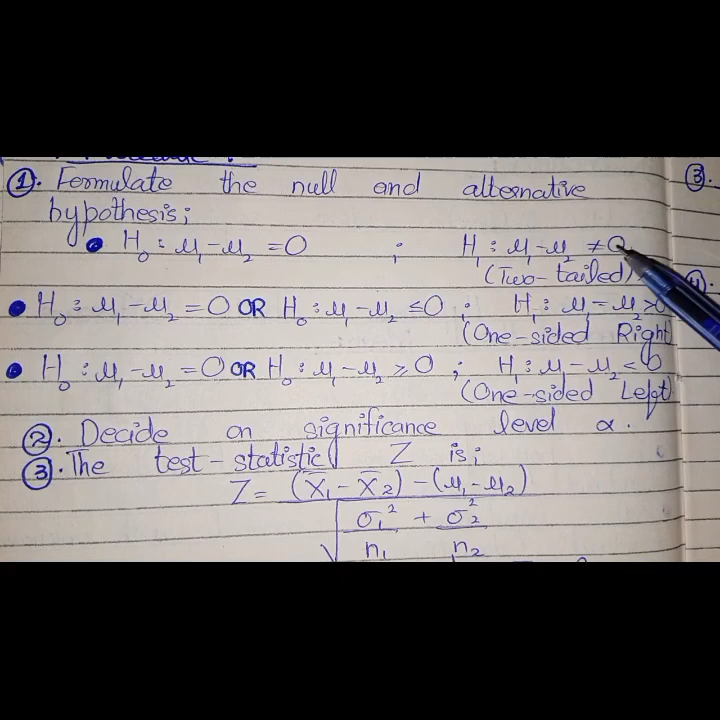 ①. Formulate the null and alternative
hypothesis;
• H₀ : μ₁-μ₂ = 0 ; H₁ : μ₁-μ₂ ≠ 0
(Two-tailed)
• H₀ : μ₁-μ₂ = 0 OR H₀ : μ₁-μ₂ ≤ 0 ; H₁ : μ₁-μ₂ > 0
(One-sided Right
• H₀ : μ₁-μ₂ = 0 OR H₀ : μ₁-μ₂ ≥ 0 ; H₁ : μ₁-μ₂ < 0
(One-sided Left)
②. Decide on significance level α.
③. The test-statistic Z is;
Z = (X̄₁ - X̄₂) - (μ₁-μ₂)
√ σ₁² + σ₂²
n₁ n₂
③.